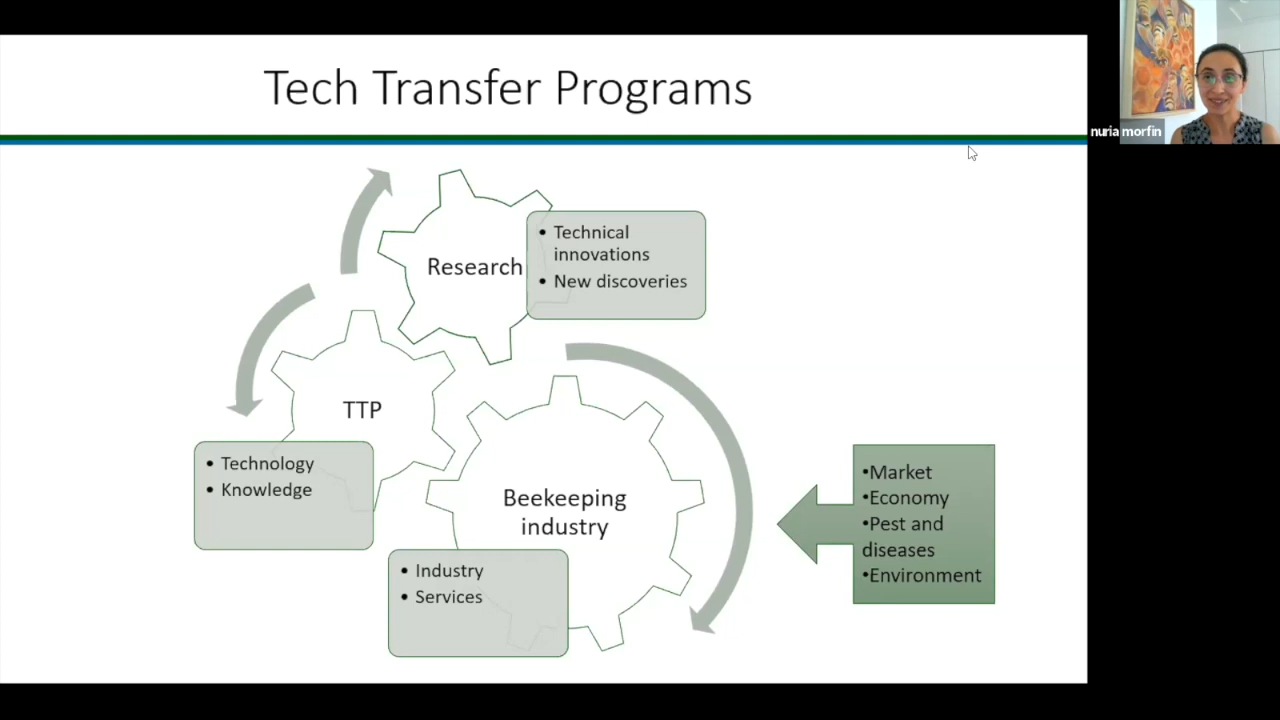 Tech Transfer Programs
nuria morfin
Research
• Technical
innovations
• New discoveries
TTP
• Technology
• Knowledge
Beekeeping
industry
• Industry
• Services
•Market
•Economy
•Pest and
diseases
•Environment